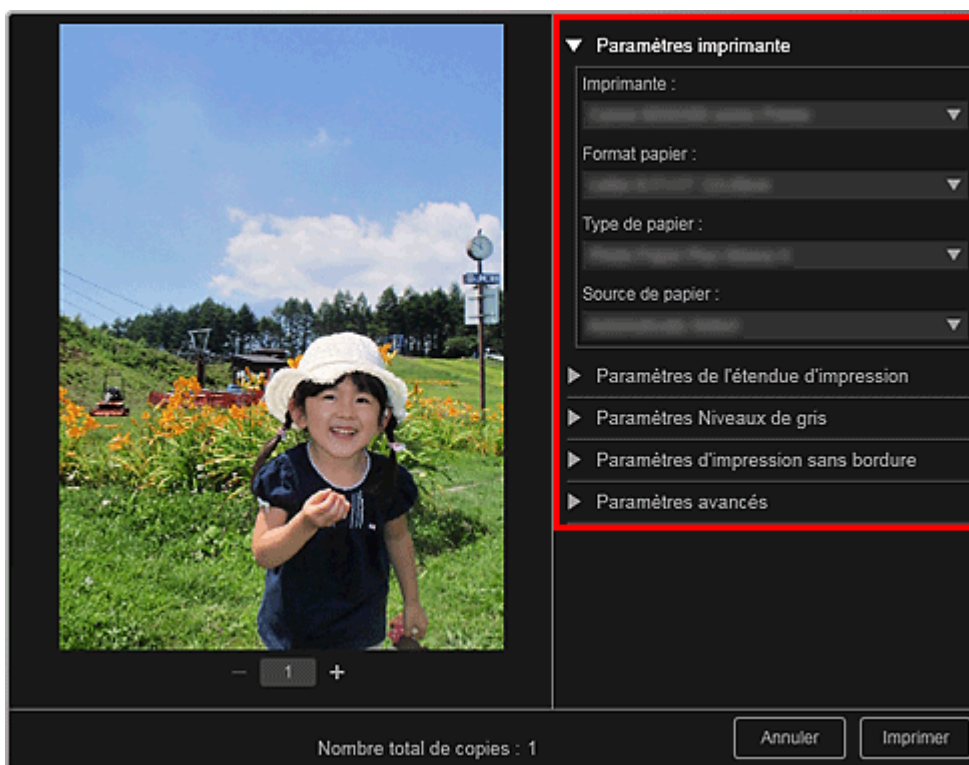 Paramètres imprimante
Imprimante :
Format papier :
Type de papier :
Source de papier :
Paramètres de l'étendue d'impression
Paramètres Niveaux de gris
Paramètres d'impression sans bordure
Paramètres avancés
1
Nombre total de copies : 1
Annuler
Imprimer